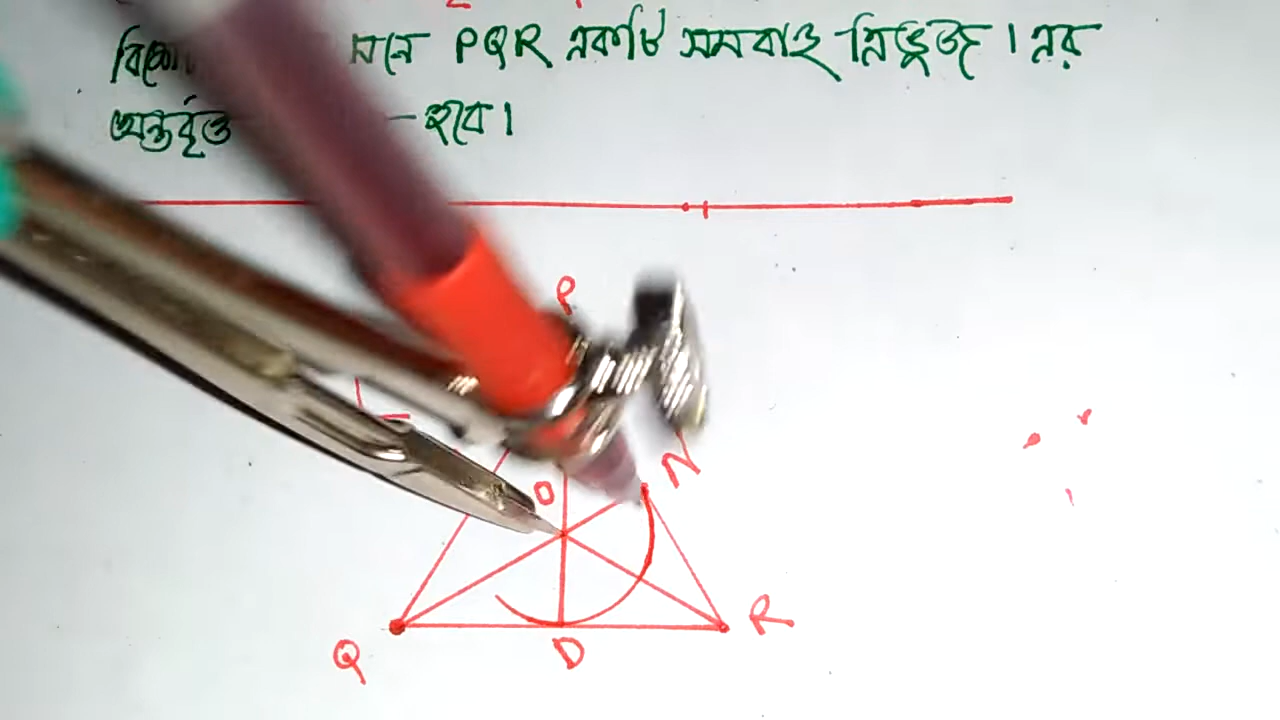 মনে PQR একটি সমবাহু ত্রিভুজ । এর
অন্তর্বৃত্ত হবে ।
P
N
O
Q
D
R